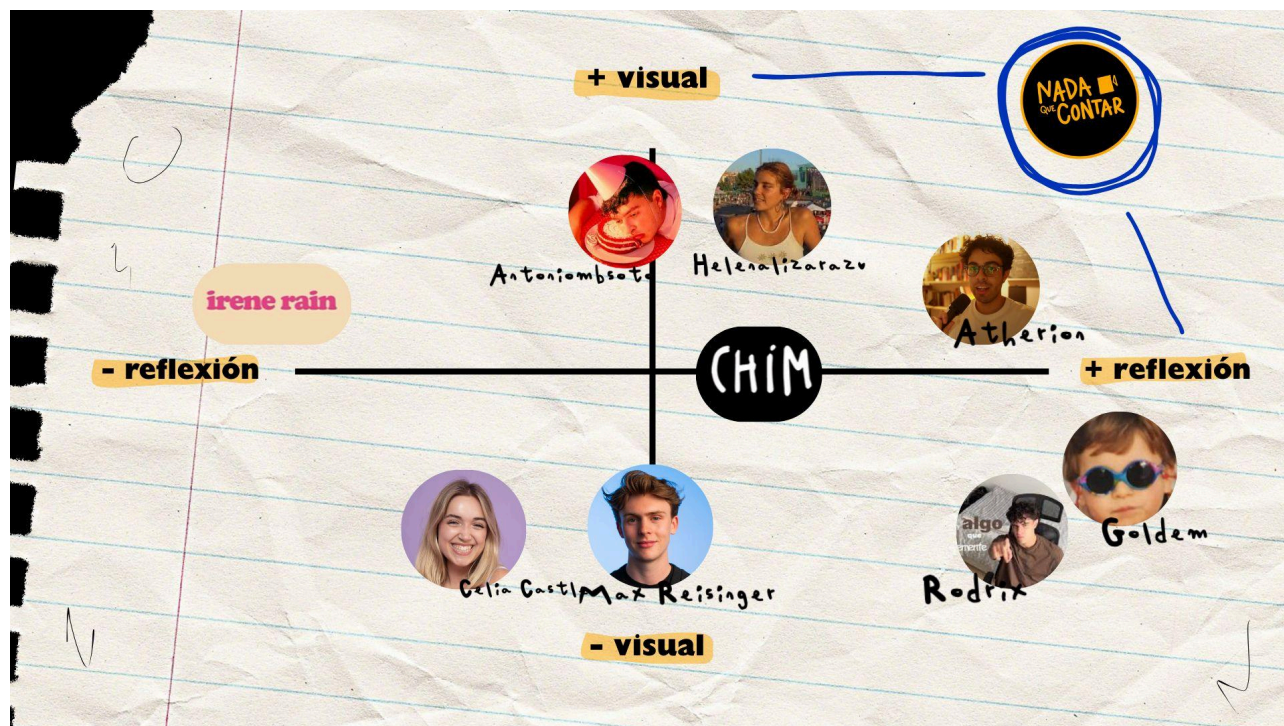 + visual
NADA
QUE CONTAR
Antoniombsoto
Helenalizarazu
Atherion
irene rain
- reflexión
CHiM
+ reflexión
Goldem
algo
que
Rodrix
Celia Castl
Max Reisinger
- visual